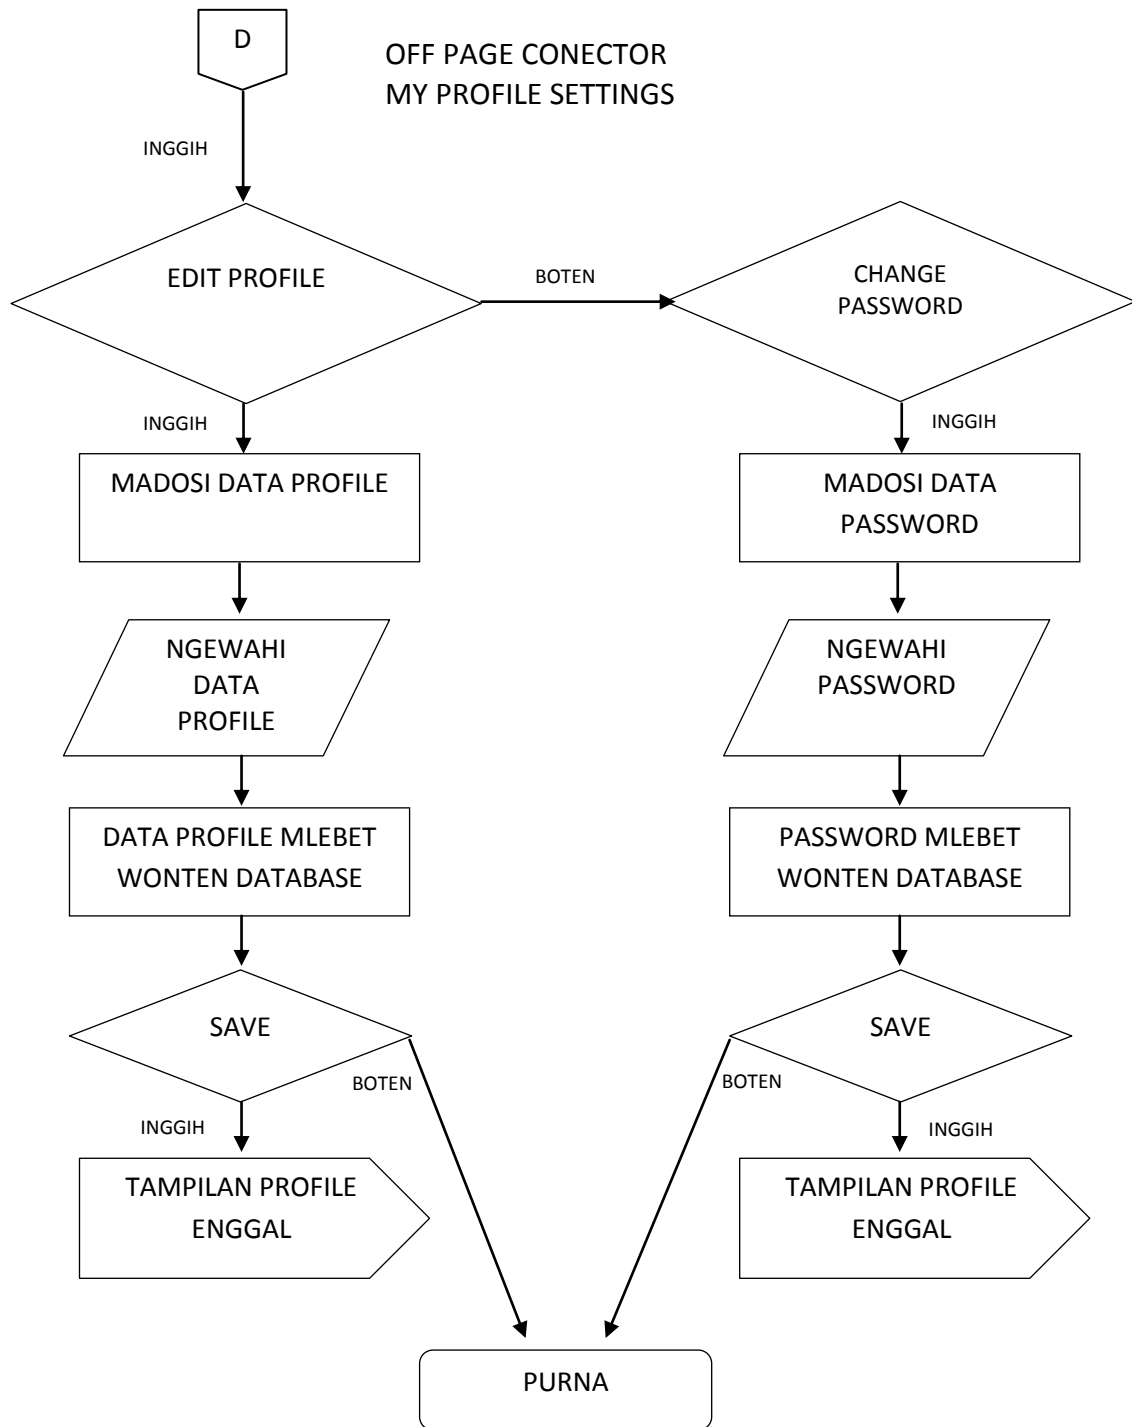 D
OFF PAGE CONECTOR
MY PROFILE SETTINGS
INGGIH
EDIT PROFILE
BOTEN
CHANGE
PASSWORD
INGGIH
INGGIH
MADOSI DATA PROFILE
MADOSI DATA
PASSWORD
NGEWAHI
DATA
PROFILE
NGEWAHI
PASSWORD
DATA PROFILE MLEBET
WONTEN DATABASE
PASSWORD MLEBET
WONTEN DATABASE
SAVE
SAVE
BOTEN
BOTEN
INGGIH
INGGIH
TAMPILAN PROFILE
ENGGAL
TAMPILAN PROFILE
ENGGAL
PURNA